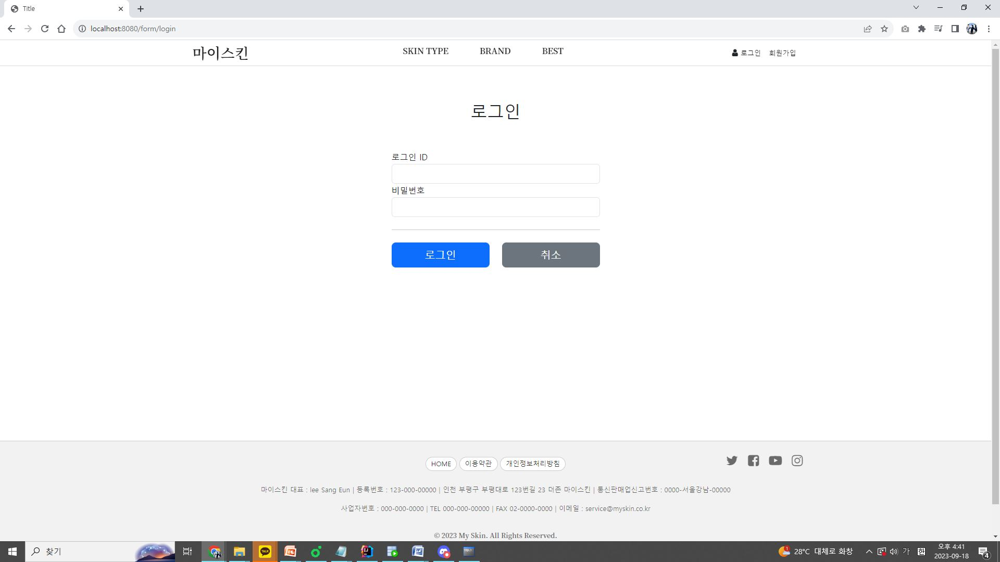 Title
localhost:8080/form/login
마이스킨
SKIN TYPE BRAND BEST
로그인 회원가입
로그인
로그인 ID
비밀번호
로그인 취소
HOME 이용약관 개인정보처리방침
마이스킨 대표 : lee Sang Eun | 등록번호 : 123-000-00000 | 인천 부평구 부평대로 123번길 23 더존 마이스킨 | 통신판매업신고번호 : 0000-서울강남-00000
사업자번호 : 000-000-0000 | TEL 000-000-00000 | FAX 02-0000-0000 | 이메일 : service@myskin.co.kr
© 2023 My Skin. All Rights Reserved.
찾기
TALK
28°C 대체로 화창
가 한
오후 4:41
2023-09-18
4